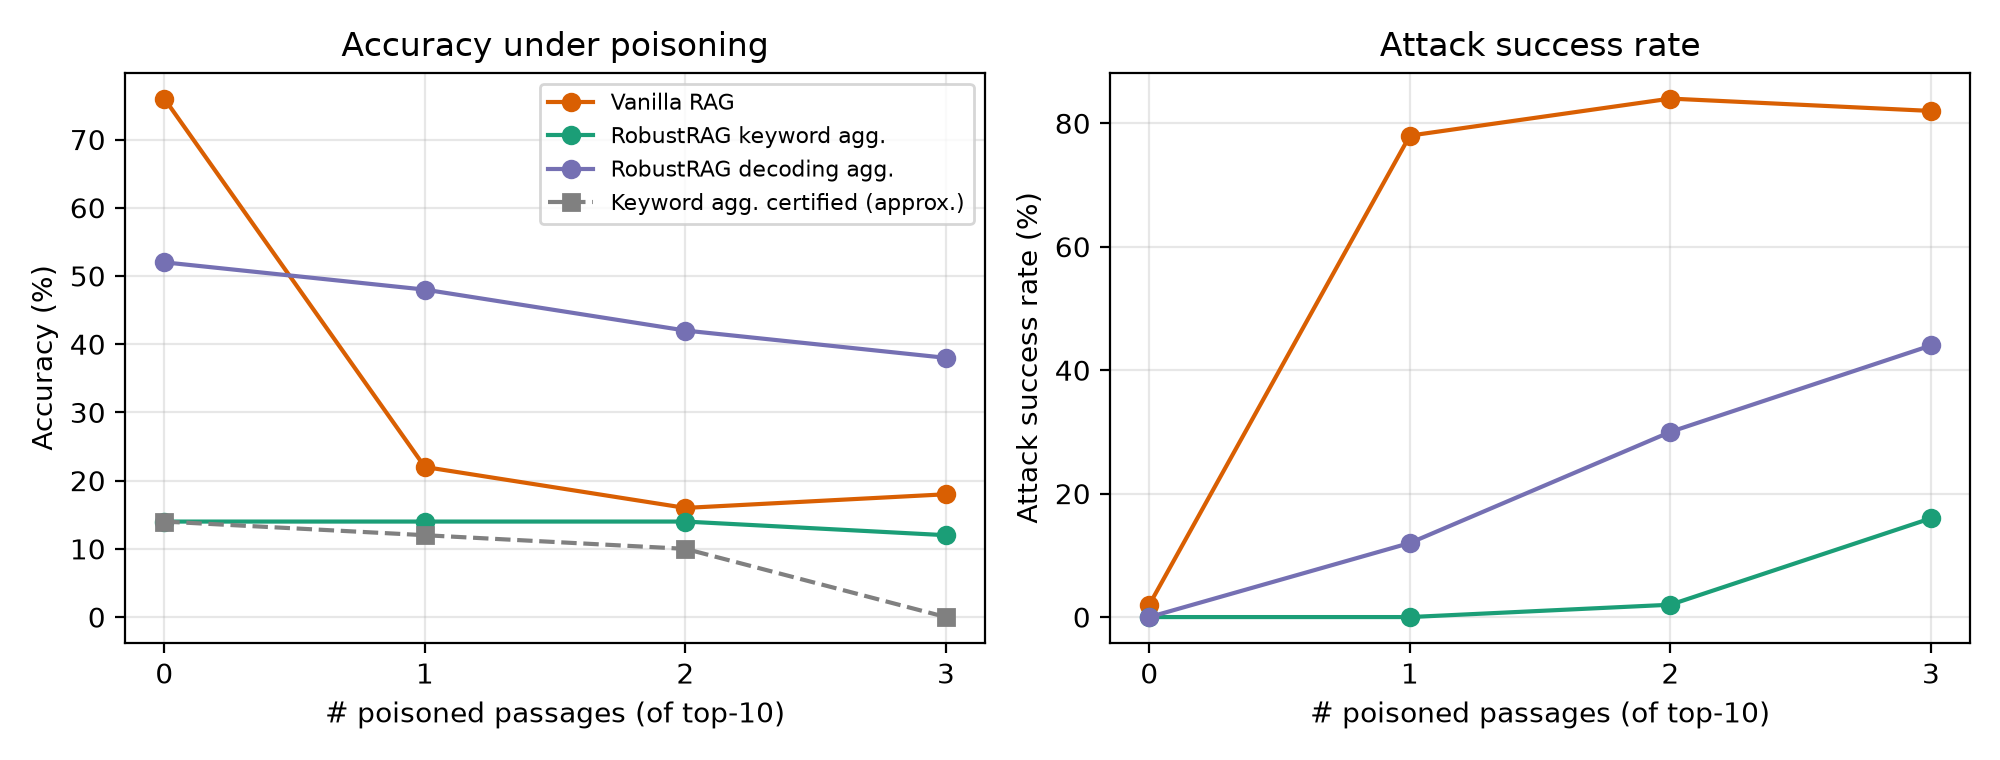 Accuracy under poisoning
Vanilla RAG
RobustRAG keyword agg.
RobustRAG decoding agg.
Keyword agg. certified (approx.)
Accuracy (%)
70
60
50
40
30
20
10
0
0 1 2 3
# poisoned passages (of top-10)
Attack success rate
Attack success rate (%)
80
60
40
20
0
0 1 2 3
# poisoned passages (of top-10)